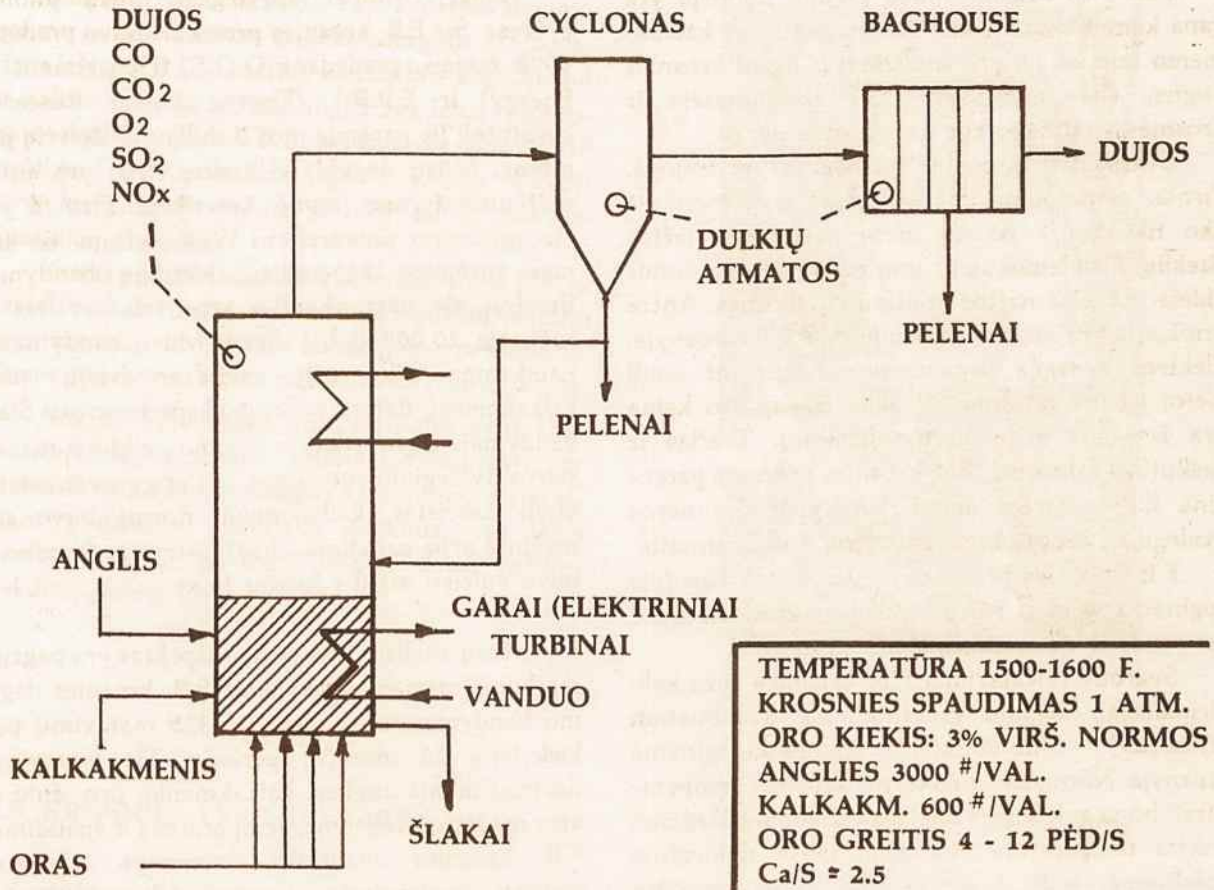 DUJOS
CO
CO2
O2
SO2
NOx
CYCLONAS
BAGHOUSE
DUJOS
DULKIŲ
ATMATOS
PELENAI
PELENAI
ANGLIS
GARAI (ELEKTRINIAI
TURBINAI
VANDUO
KALKAKMENIS
ŠLAKAI
ORAS
TEMPERATŪRA 1500-1600 F.
KROSNIES SPAUDIMAS 1 ATM.
ORO KIEKIS: 3% VIRŠ. NORMOS
ANGLIES 3000 #/VAL.
KALKAKM. 600 #/VAL.
ORO GREITIS 4 - 12 PĖD/S
Ca/S ≈ 2.5